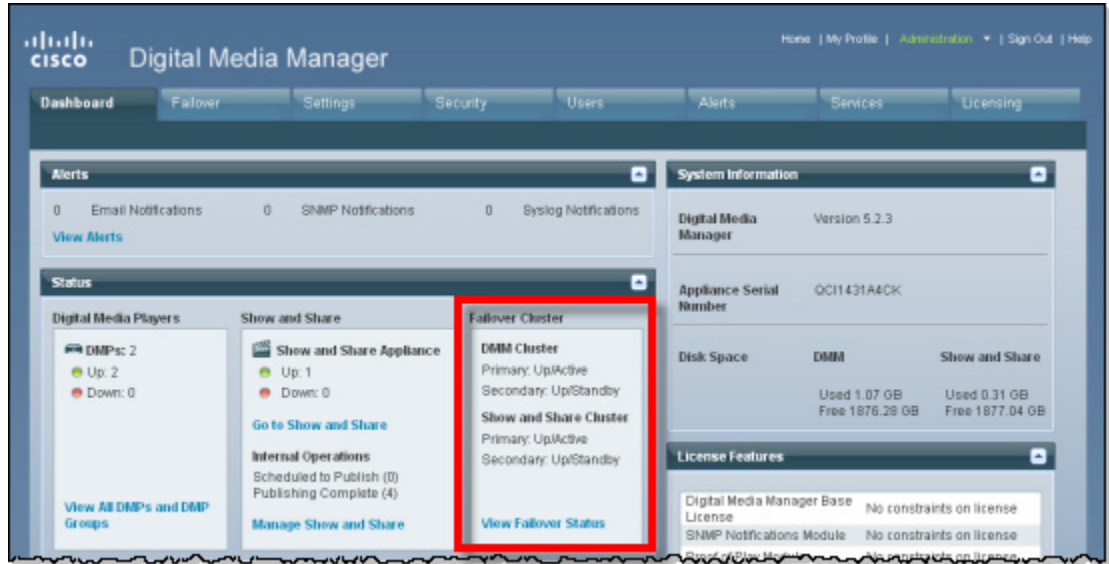 Home | My Profile | Administration | Sign Out | Help
cisco Digital Media Manager
Dashboard Failover Settings Security Users Alerts Services Licensing
Alerts
0 Email Notifications 0 SNMP Notifications 0 Syslog Notifications
View Alerts
Status
Digital Media Players
DMPs: 2
Up: 2
Down: 0
View All DMPs and DMP
Groups
Show and Share
Show and Share Appliance
Up: 1
Down: 0
Go to Show and Share
Internal Operations
Scheduled to Publish (0)
Publishing Complete (4)
Manage Show and Share
Failover Cluster
DMM Cluster
Primary: Up/Active
Secondary: Up/Standby
Show and Share Cluster
Primary: Up/Active
Secondary: Up/Standby
View Failover Status
System Information
Digital Media Version 5.2.3
Manager
Appliance Serial QCI1431A4CK
Number
Disk Space DMM Show and Share
Used 1.07 GB Used 0.31 GB
Free 1876.28 GB Free 1877.04 GB
License Features
Digital Media Manager Base
License No constraints on license
SNMP Notifications Module No constraints on license
Proof of Play Module No constraints on license